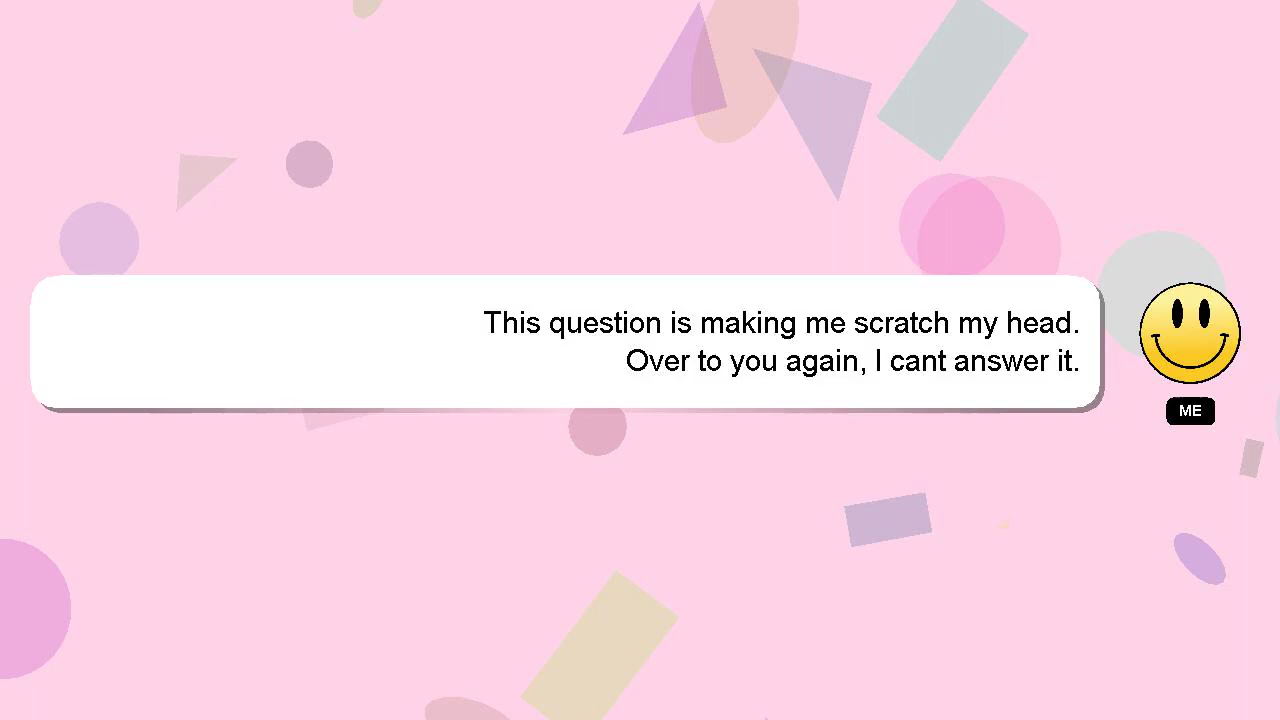 This question is making me scratch my head.
Over to you again, I cant answer it.
ME